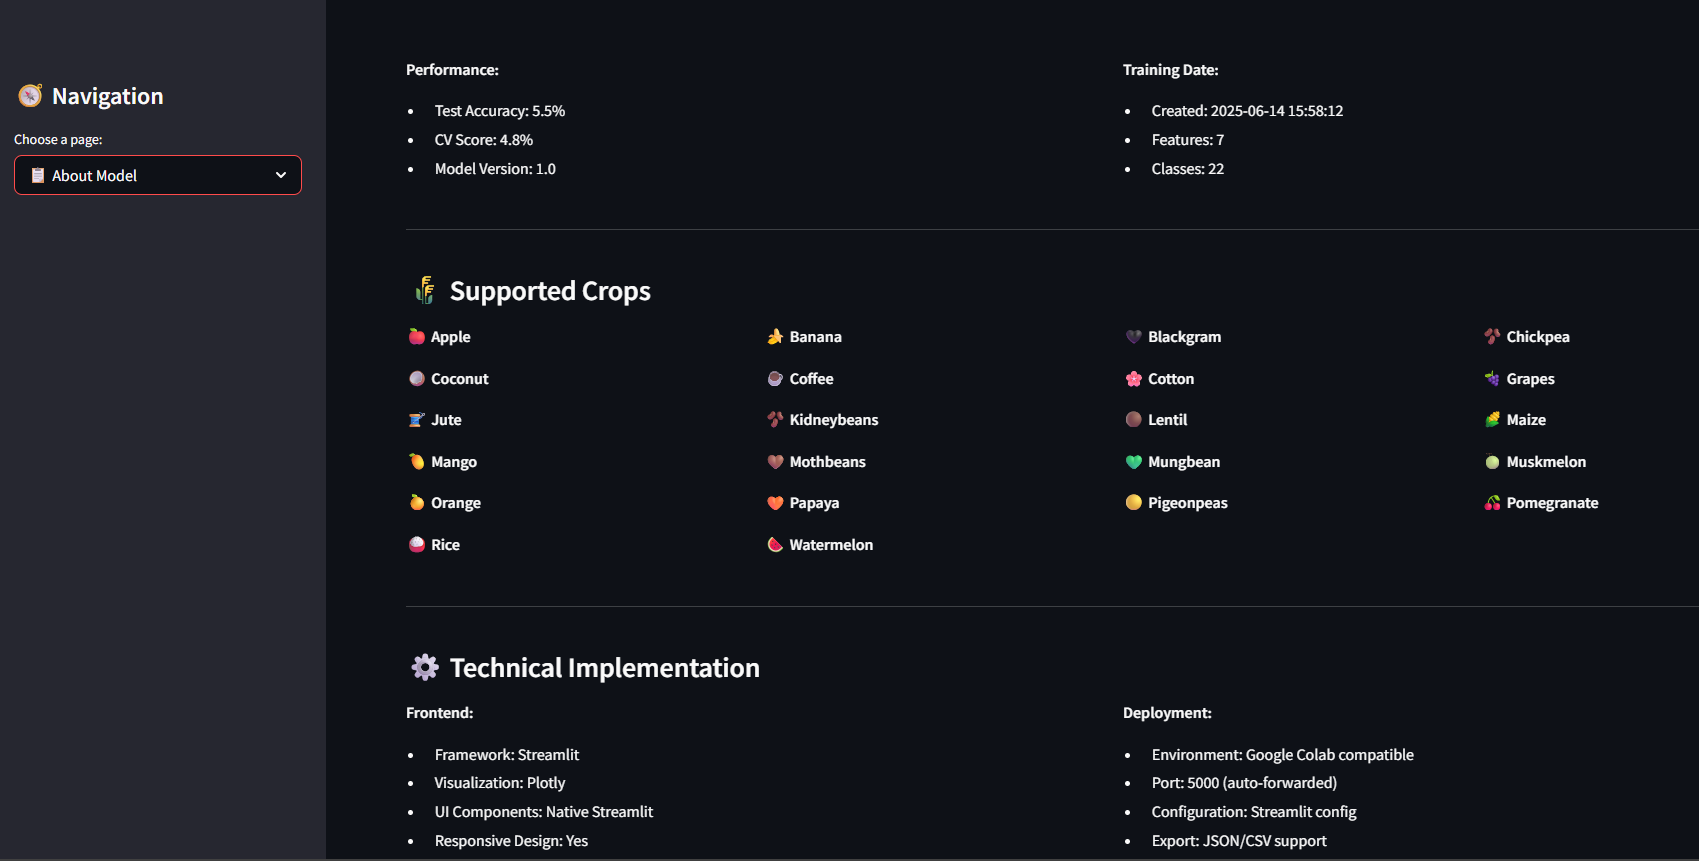 Navigation
Choose a page:
About Model
Performance:
Test Accuracy: 5.5%
CV Score: 4.8%
Model Version: 1.0
Training Date:
Created: 2025-06-14 15:58:12
Features: 7
Classes: 22
Supported Crops
Apple
Banana
Blackgram
Chickpea
Coconut
Coffee
Cotton
Grapes
Jute
Kidneybeans
Lentil
Maize
Mango
Mothbeans
Mungbean
Muskmelon
Orange
Papaya
Pigeonpeas
Pomegranate
Rice
Watermelon
Technical Implementation
Frontend:
Framework: Streamlit
Visualization: Plotly
UI Components: Native Streamlit
Responsive Design: Yes
Deployment:
Environment: Google Colab compatible
Port: 5000 (auto-forwarded)
Configuration: Streamlit config
Export: JSON/CSV support